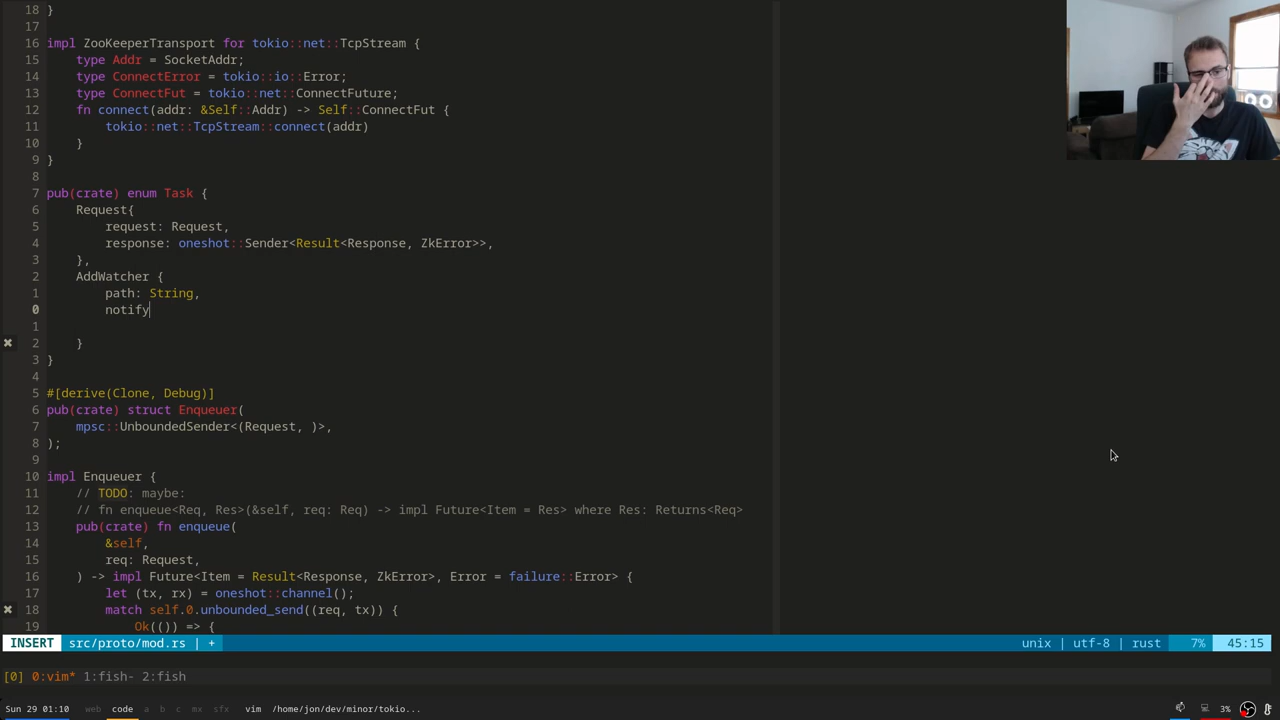 18 }
17
16 impl ZooKeeperTransport for tokio::net::TcpStream {
15     type Addr = SocketAddr;
14     type ConnectError = tokio::io::Error;
13     type ConnectFut = tokio::net::ConnectFuture;
12     fn connect(addr: &Self::Addr) -> Self::ConnectFut {
11         tokio::net::TcpStream::connect(addr)
10     }
9 }
8
7 pub(crate) enum Task {
6     Request{
5         request: Request,
4         response: oneshot::Sender<Result<Response, ZkError>>,
3     },
2     AddWatcher {
1         path: String,
0         notify
1
✖ 2     }
3 }
4
5 #[derive(Clone, Debug)]
6 pub(crate) struct Enqueuer(
7     mpsc::UnboundedSender<(Request, )>,
8 );
9
10 impl Enqueuer {
11     // TODO: maybe:
12     // fn enqueue<Req, Res>(&self, req: Req) -> impl Future<Item = Res> where Res: Returns<Req>
13     pub(crate) fn enqueue(
14         &self,
15         req: Request,
16     ) -> impl Future<Item = Result<Response, ZkError>, Error = failure::Error> {
17         let (tx, rx) = oneshot::channel();
✖ 18         match self.0.unbounded_send((req, tx)) {
19             Ok(()) => {
INSERT src/proto/mod.rs | + unix | utf-8 | rust 7% 45:15
[0] 0:vim* 1:fish- 2:fish
Sun 29 01:10 web code a b c mx sfx vim /home/jon/dev/minor/tokio... 3%